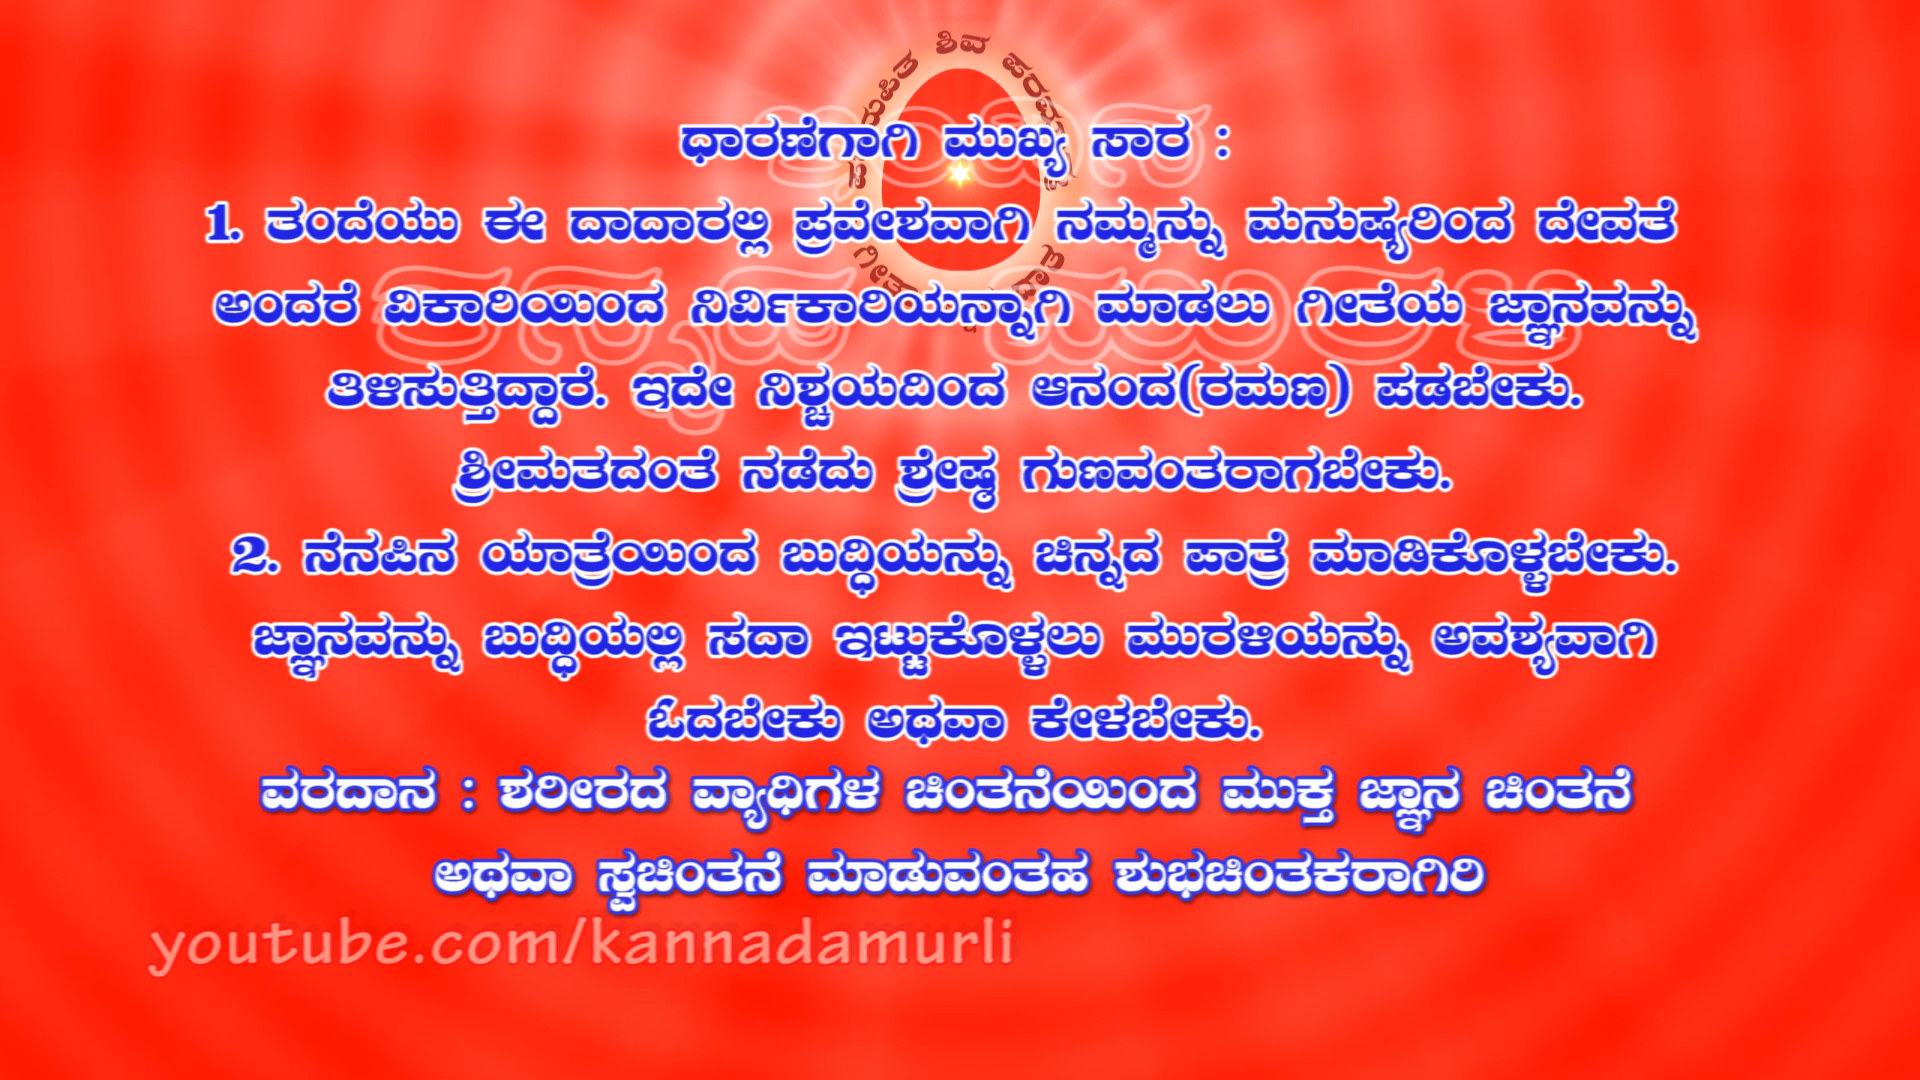 ಶಿವ
ಧಾರಣೆಗಾಗಿ ಮುಖ್ಯ ಸಾರ :
1. ತಂದೆಯು ಈ ದಾದಾರಲ್ಲಿ ಪ್ರವೇಶವಾಗಿ ನಮ್ಮನ್ನು ಮನುಷ್ಯರಿಂದ ದೇವತೆ
ಅಂದರೆ ವಿಕಾರಿಯಿಂದ ನಿರ್ವಿಕಾರಿಯನ್ನಾಗಿ ಮಾಡಲು ಗೀತೆಯ ಜ್ಞಾನವನ್ನು
ತಿಳಿಸುತ್ತಿದ್ದಾರೆ. ಇದೇ ನಿಶ್ಚಯದಿಂದ ಆನಂದ(ರಮಣ) ಪಡಬೇಕು.
ಶ್ರೀಮತದಂತೆ ನಡೆದು ಶ್ರೇಷ್ಠ ಗುಣವಂತರಾಗಬೇಕು.
2. ನೆನಪಿನ ಯಾತ್ರೆಯಿಂದ ಬುದ್ಧಿಯನ್ನು ಚಿನ್ನದ ಪಾತ್ರೆ ಮಾಡಿಕೊಳ್ಳಬೇಕು.
ಜ್ಞಾನವನ್ನು ಬುದ್ಧಿಯಲ್ಲಿ ಸದಾ ಇಟ್ಟುಕೊಳ್ಳಲು ಮುರಳಿಯನ್ನು ಅವಶ್ಯವಾಗಿ
ಓದಬೇಕು ಅಥವಾ ಕೇಳಬೇಕು.
ವರದಾನ : ಶರೀರದ ವ್ಯಾಧಿಗಳ ಚಿಂತನೆಯಿಂದ ಮುಕ್ತ ಜ್ಞಾನ ಚಿಂತನೆ
ಅಥವಾ ಸ್ವಚಿಂತನೆ ಮಾಡುವಂತಹ ಶುಭಚಿಂತಕರಾಗಿರಿ
youtube.com/kannadamurli